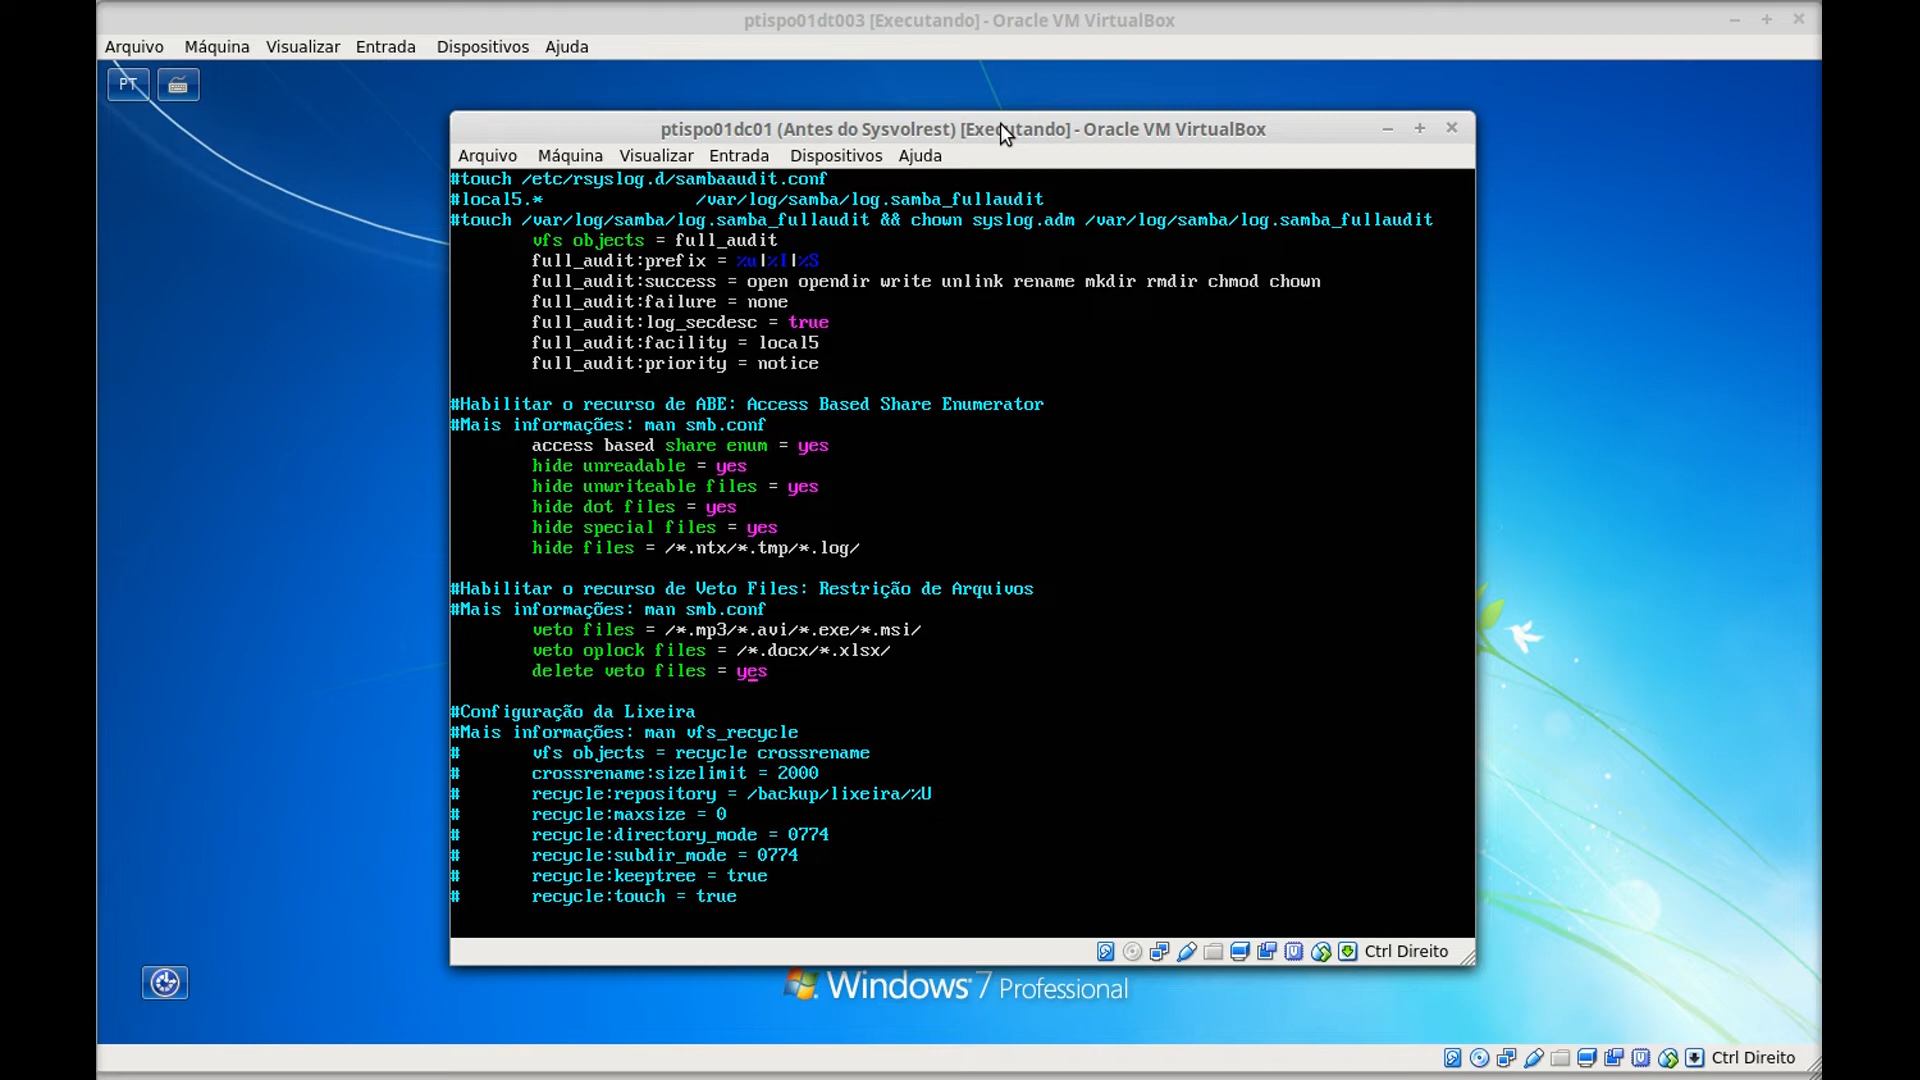 ptispo01dt003 [Executando] - Oracle VM VirtualBox
Arquivo Máquina Visualizar Entrada Dispositivos Ajuda
PT
ptispo01dc01 (Antes do Sysvolrest) [Executando] - Oracle VM VirtualBox
Arquivo Máquina Visualizar Entrada Dispositivos Ajuda
#touch /etc/rsyslog.d/sambaaudit.conf
#local5.* /var/log/samba/log.samba_fullaudit
#touch /var/log/samba/log.samba_fullaudit && chown syslog.adm /var/log/samba/log.samba_fullaudit
vfs objects = full_audit
full_audit:prefix = %u|%I|%S
full_audit:success = open opendir write unlink rename mkdir rmdir chmod chown
full_audit:failure = none
full_audit:log_secdesc = true
full_audit:facility = local5
full_audit:priority = notice
#Habilitar o recurso de ABE: Access Based Share Enumerator
#Mais informações: man smb.conf
access based share enum = yes
hide unreadable = yes
hide unwriteable files = yes
hide dot files = yes
hide special files = yes
hide files = /*.ntx/*.tmp/*.log/
#Habilitar o recurso de Veto Files: Restrição de Arquivos
#Mais informações: man smb.conf
veto files = /*.mp3/*.avi/*.exe/*.msi/
veto oplock files = /*.docx/*.xlsx/
delete veto files = yes
#Configuração da Lixeira
#Mais informações: man vfs_recycle
# vfs objects = recycle crossrename
# crossrename:sizelimit = 2000
# recycle:repository = /backup/lixeira/%U
# recycle:maxsize = 0
# recycle:directory_mode = 0774
# recycle:subdir_mode = 0774
# recycle:keeptree = true
# recycle:touch = true
Ctrl Direito
Windows 7 Professional
Ctrl Direito